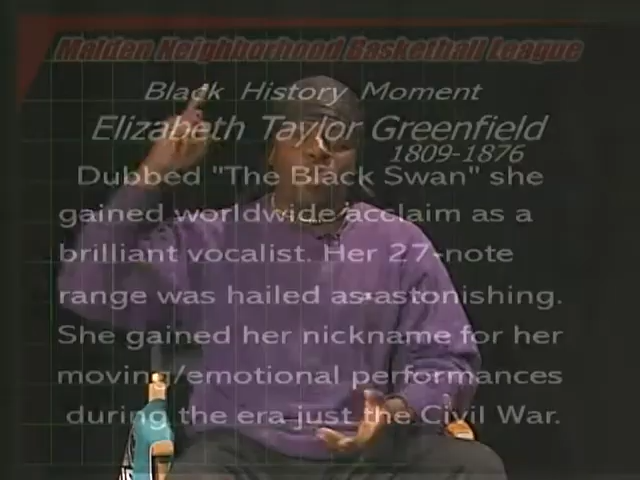 Malden Neighborhood Basketball League
Black History Moment
Elizabeth Taylor Greenfield
1809-1876
Dubbed "The Black Swan" she
gained worldwide acclaim as a
brilliant vocalist. Her 27-note
range was hailed as astonishing.
She gained her nickname for her
moving/emotional performances
during the era just the Civil War.